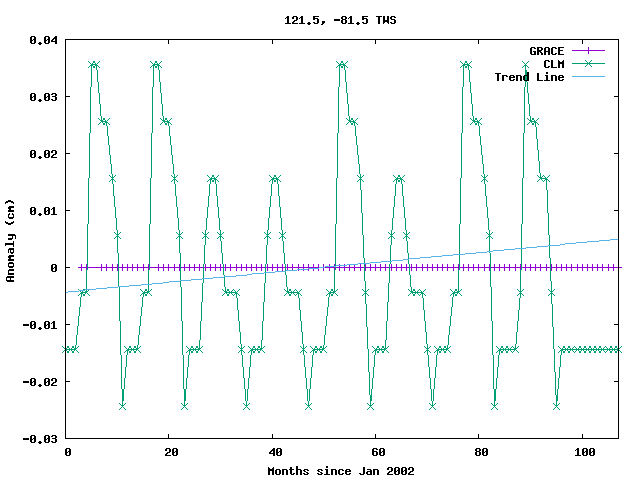 121.5, -81.5 TWS
GRACE
CLM
Trend Line
0.04
0.03
0.02
0.01
0
-0.01
-0.02
-0.03
Anomaly (cm)
0 20 40 60 80 100
Months since Jan 2002